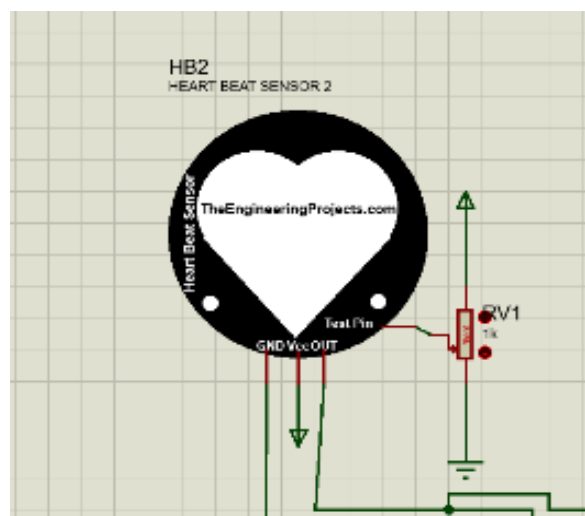 HB2
HEART BEAT SENSOR 2
Heart Beat Sensor
TheEngineeringProjects.com
Test Pin
GND Vcc OUT
RV1
1k